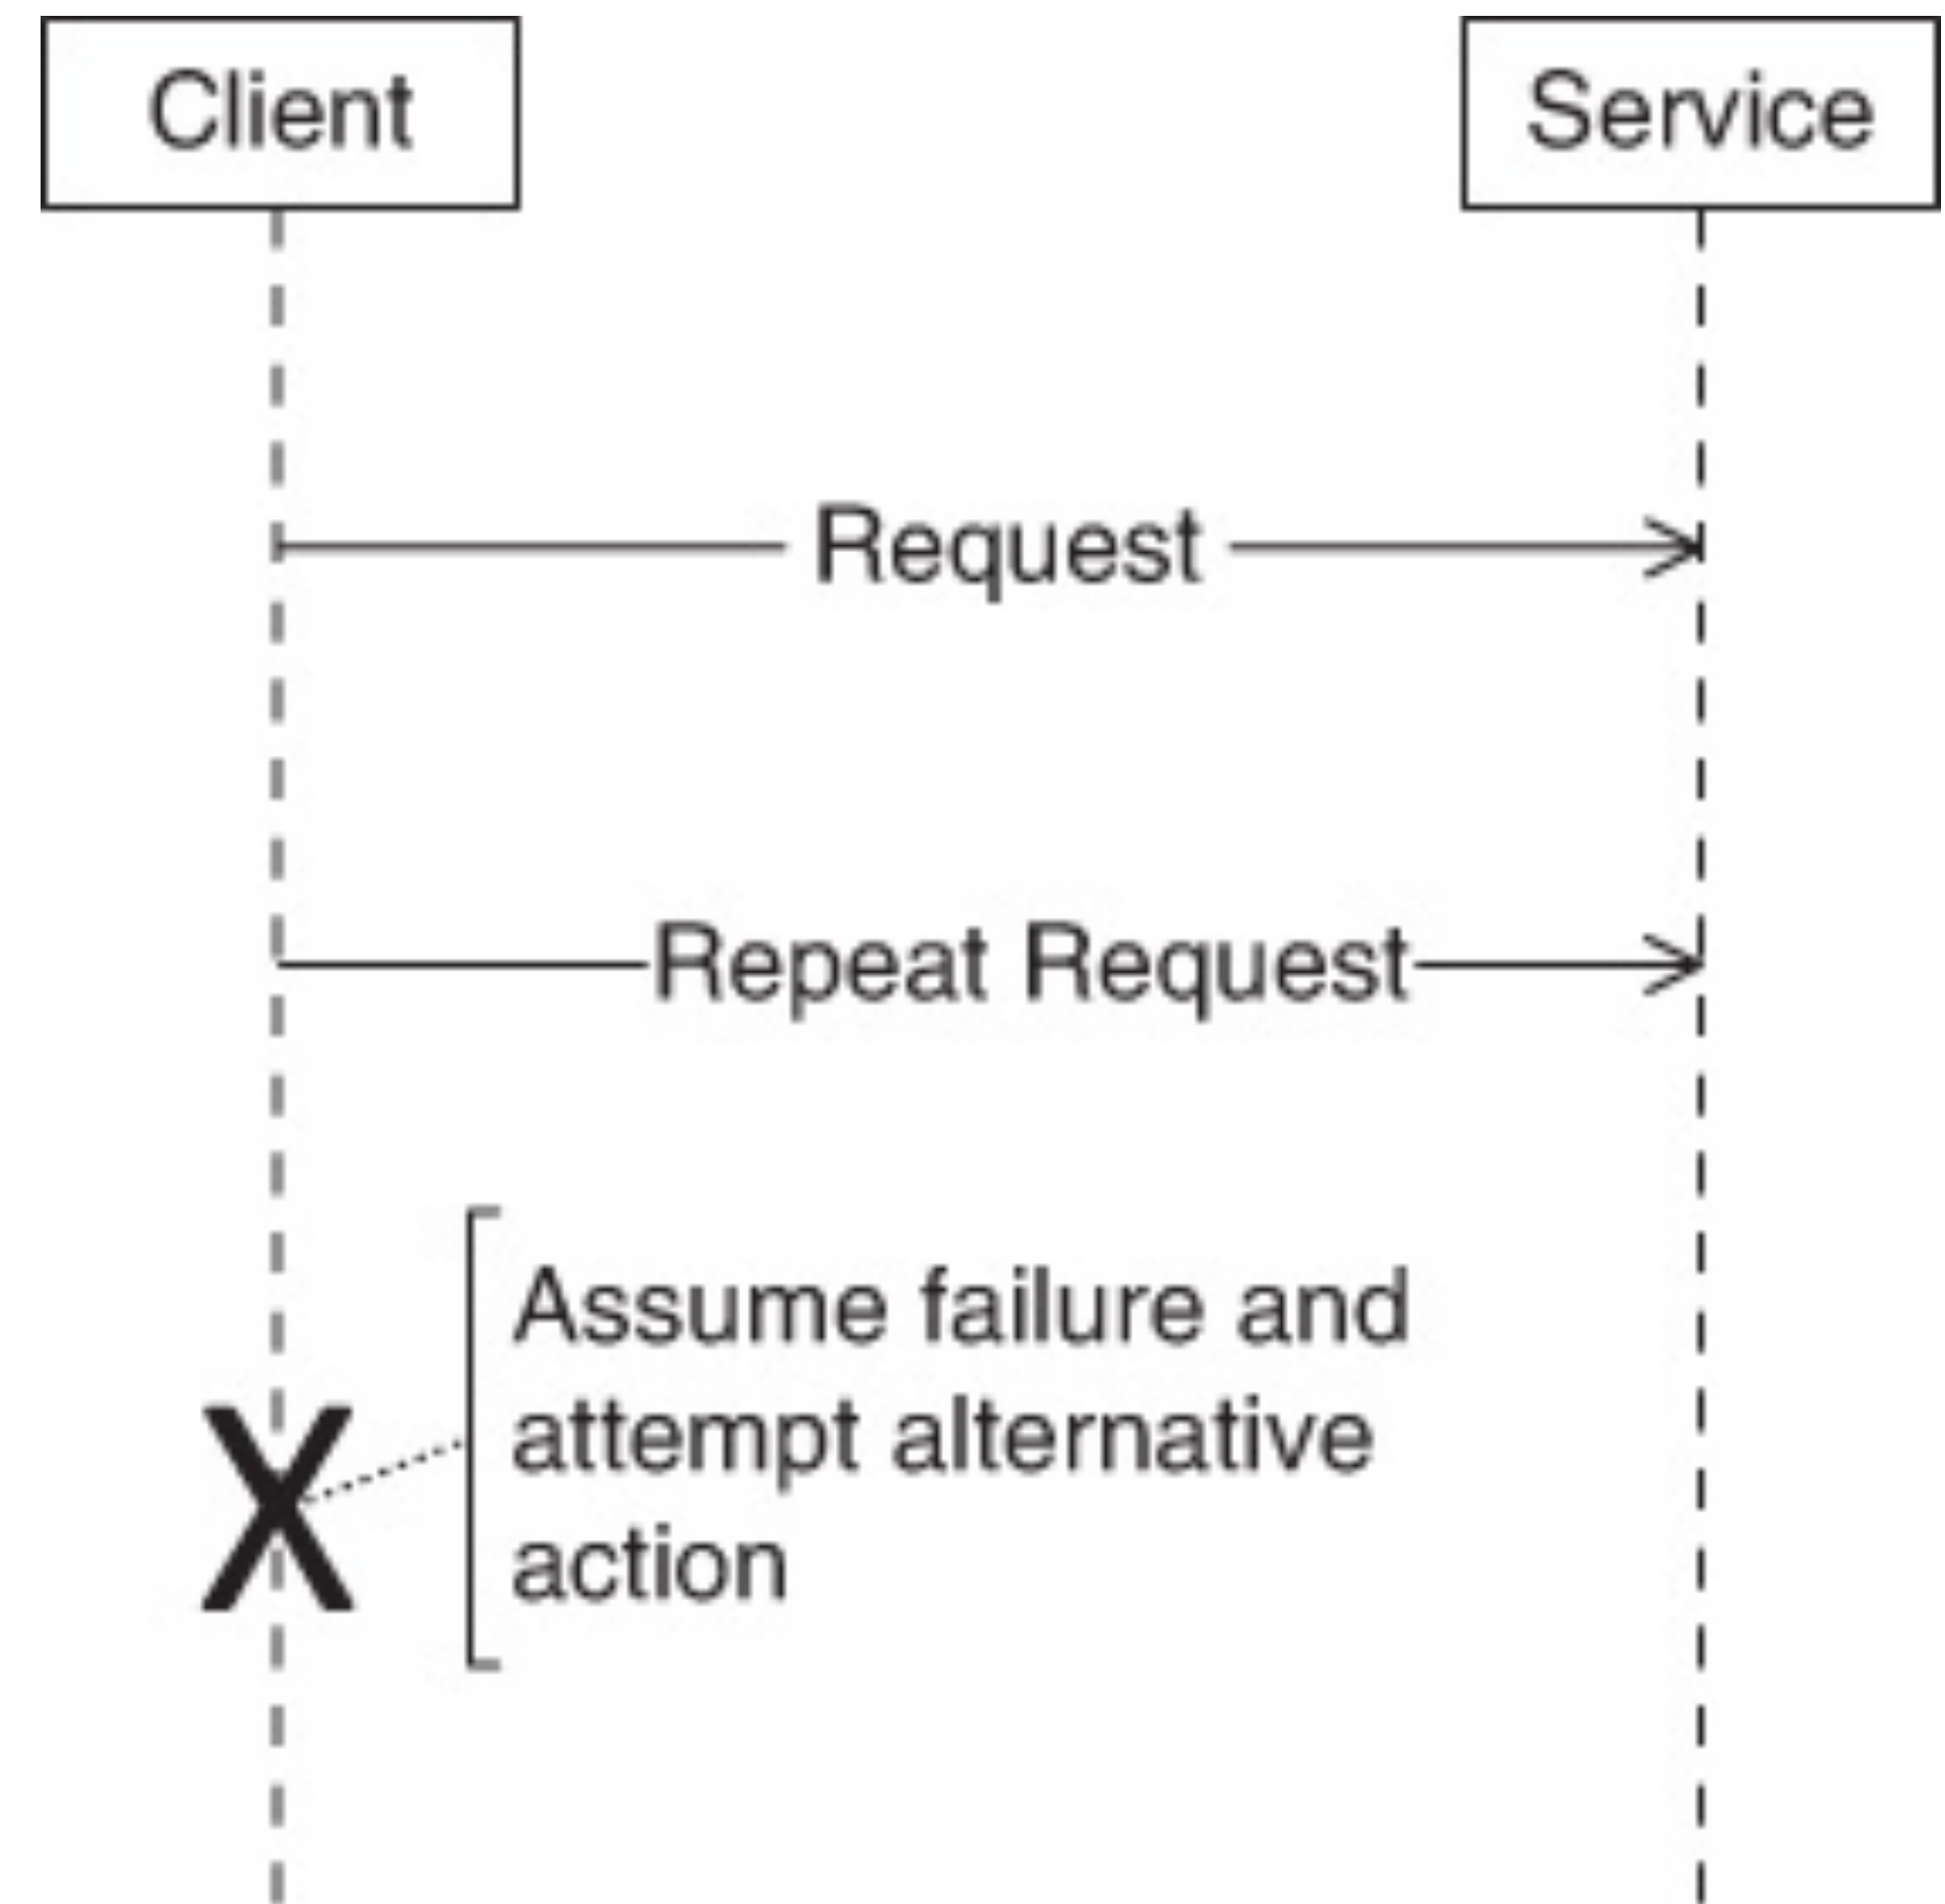 Client
Service
Request
Repeat Request
Assume failure and
attempt alternative
action